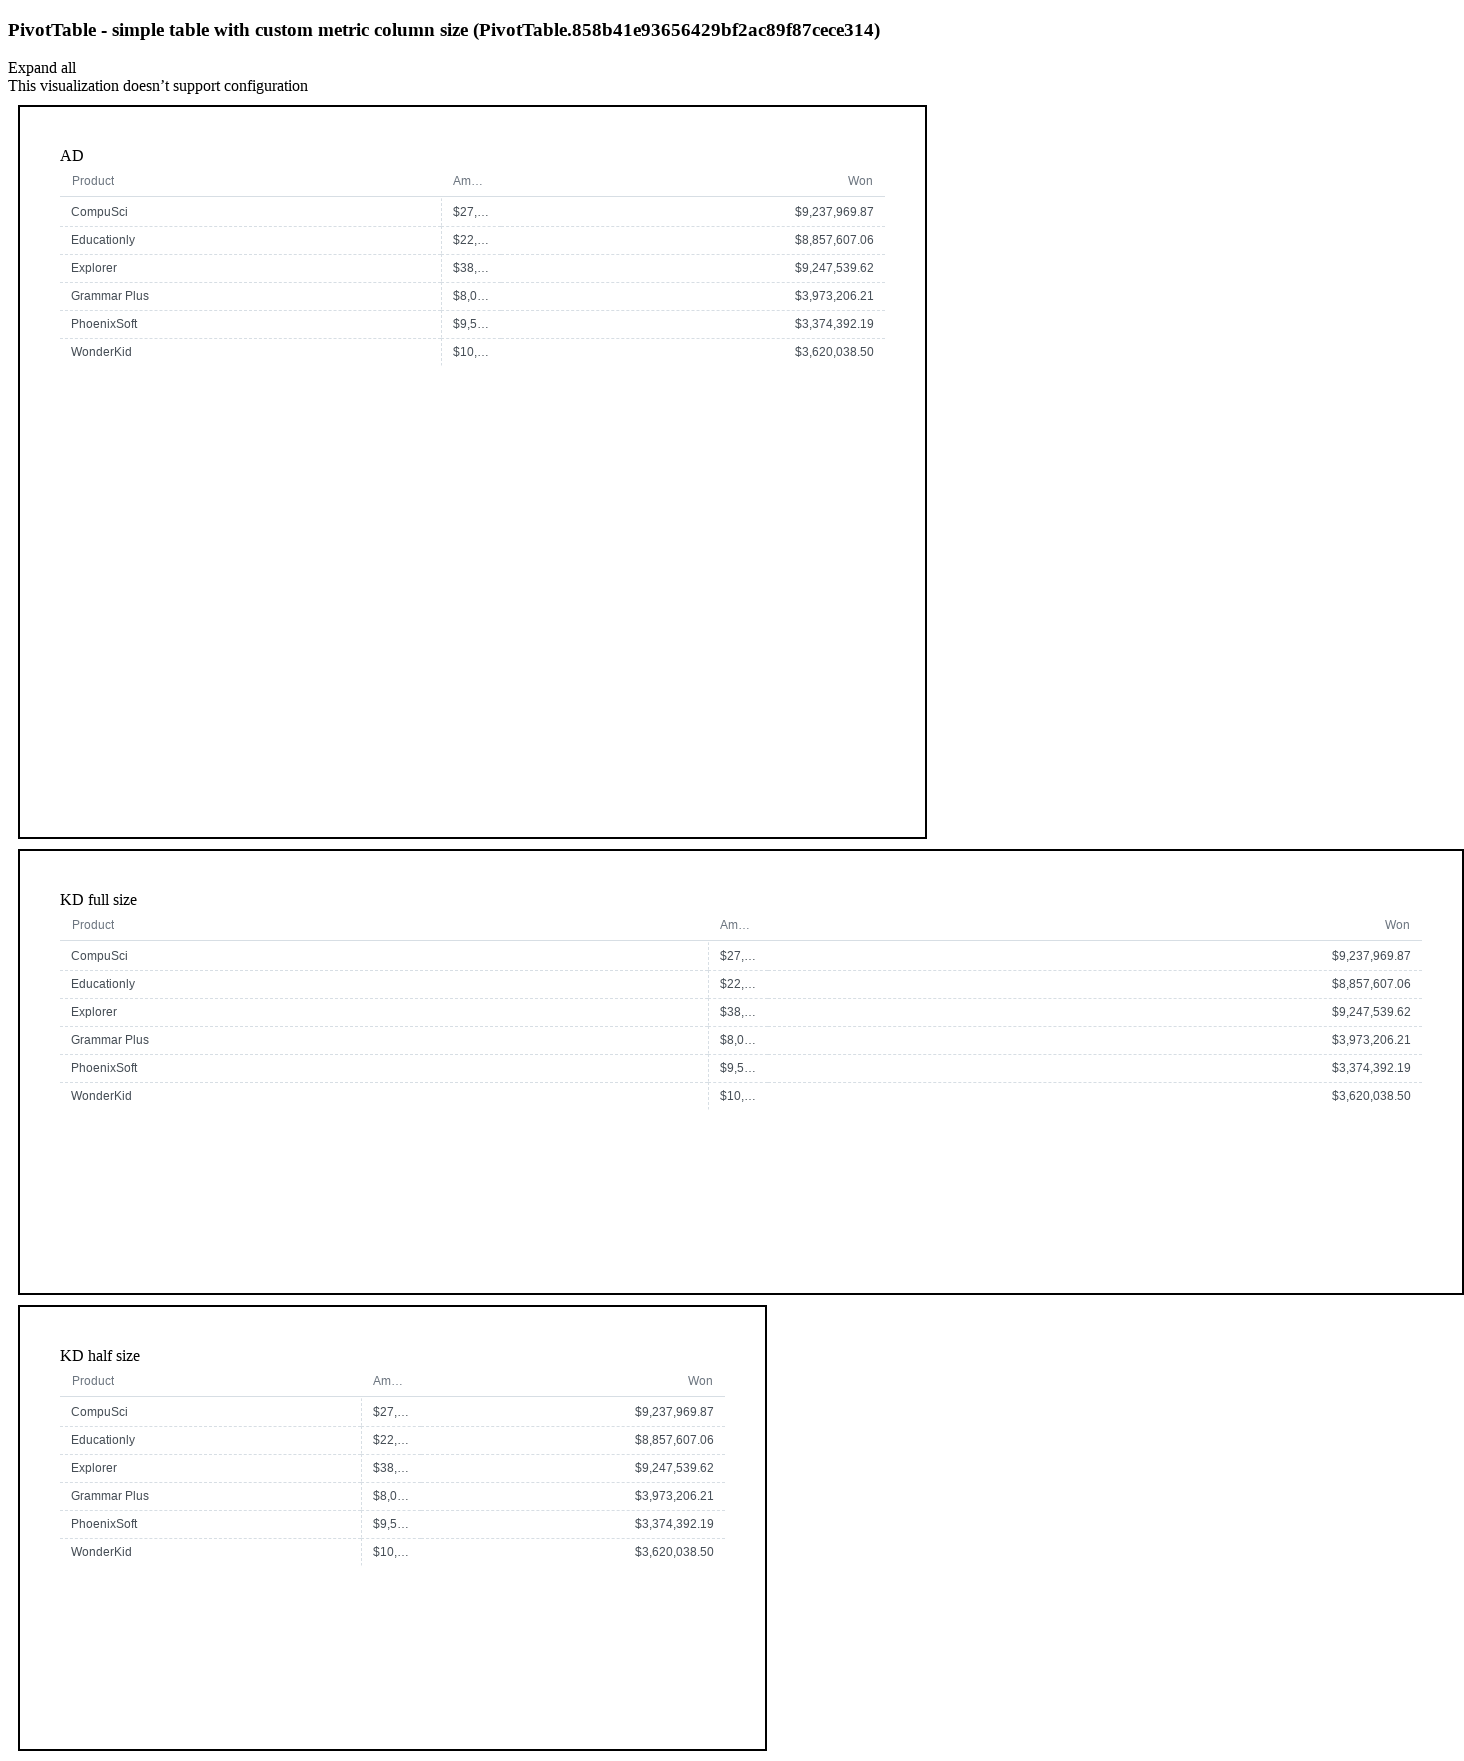 PivotTable - simple table with custom metric column size (PivotTable.858b41e93656429bf2ac89f87cece314)
Expand all
This visualization doesn’t support configuration
AD
Product Am… Won
CompuSci $27,… $9,237,969.87
Educationly $22,… $8,857,607.06
Explorer $38,… $9,247,539.62
Grammar Plus $8,0… $3,973,206.21
PhoenixSoft $9,5… $3,374,392.19
WonderKid $10,… $3,620,038.50
KD full size
Product Am… Won
CompuSci $27,… $9,237,969.87
Educationly $22,… $8,857,607.06
Explorer $38,… $9,247,539.62
Grammar Plus $8,0… $3,973,206.21
PhoenixSoft $9,5… $3,374,392.19
WonderKid $10,… $3,620,038.50
KD half size
Product Am… Won
CompuSci $27,… $9,237,969.87
Educationly $22,… $8,857,607.06
Explorer $38,… $9,247,539.62
Grammar Plus $8,0… $3,973,206.21
PhoenixSoft $9,5… $3,374,392.19
WonderKid $10,… $3,620,038.50